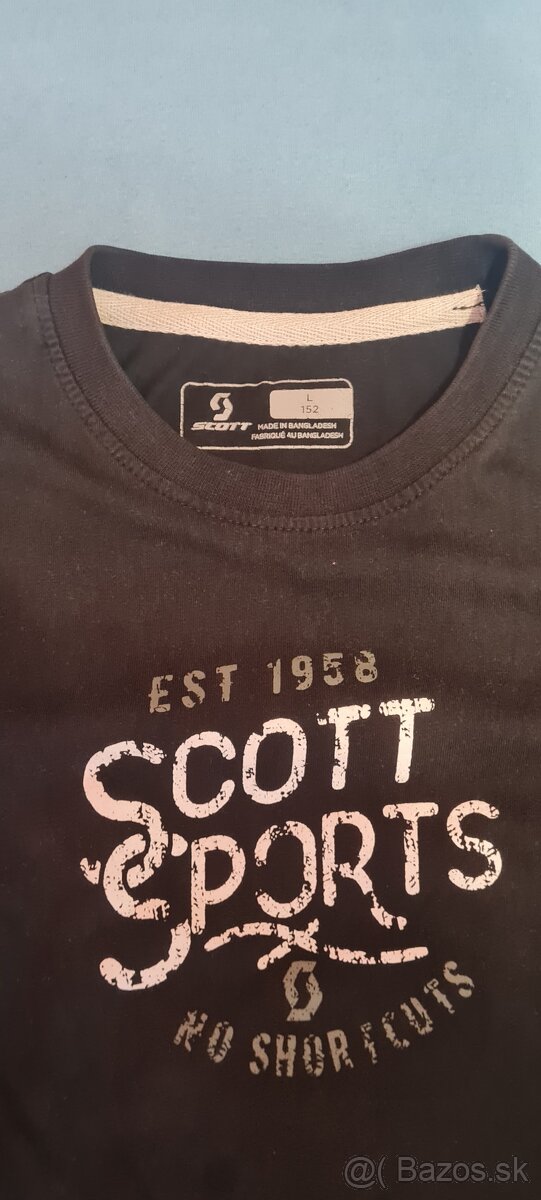 L
152
SCOTT
MADE IN BANGLADESH
FABRIQUÉ AU BANGLADESH
EST 1958
SCOTT
SPORTS
NO SHORTCUTS
@( Bazos.sk